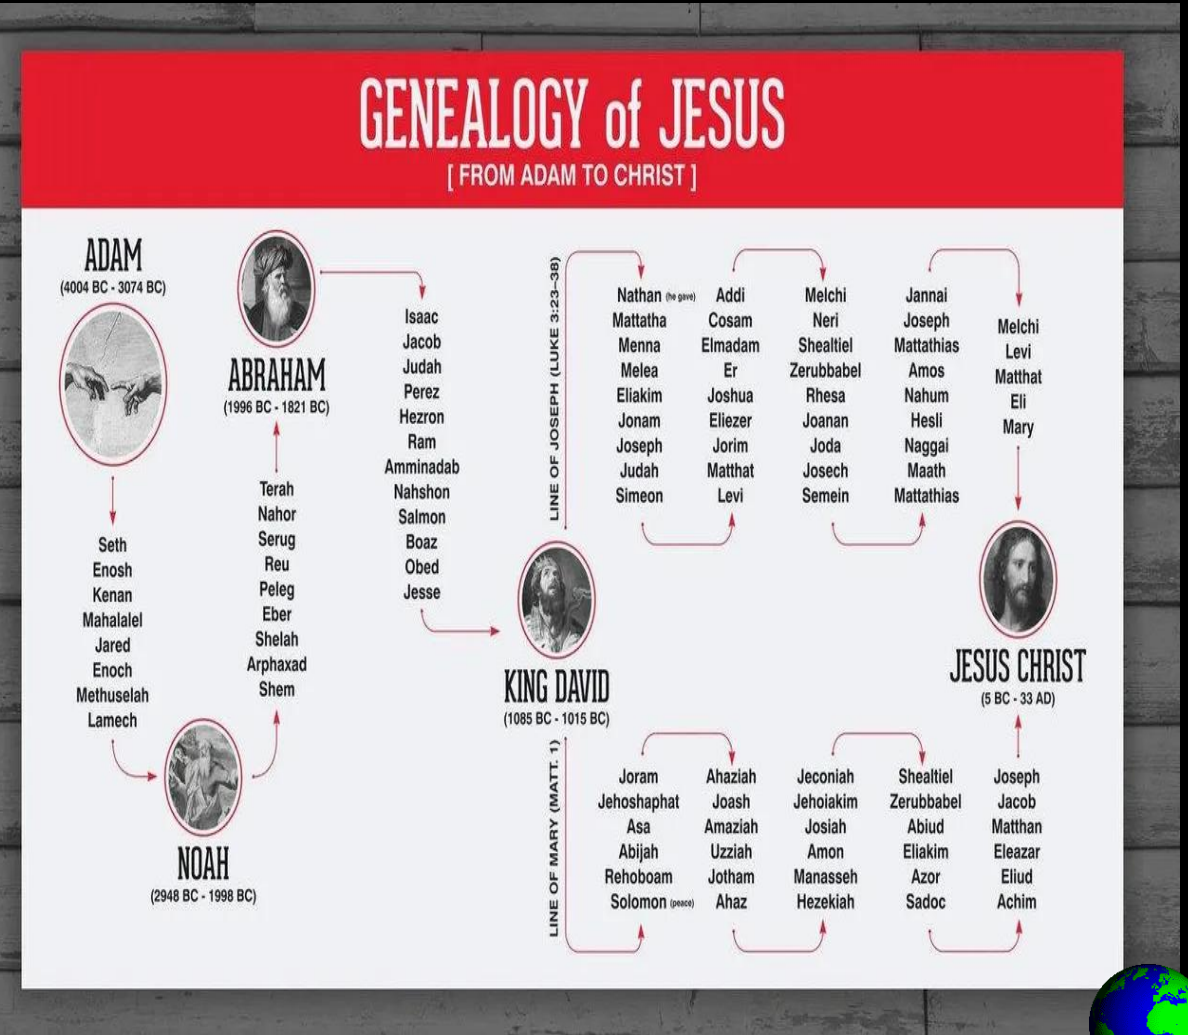 GENEALOGY of JESUS
[ FROM ADAM TO CHRIST ]
ADAM
(4004 BC - 3074 BC)
Seth
Enosh
Kenan
Mahalalel
Jared
Enoch
Methuselah
Lamech
NOAH
(2948 BC - 1998 BC)
Terah
Nahor
Serug
Reu
Peleg
Eber
Shelah
Arphaxad
Shem
ABRAHAM
(1996 BC - 1821 BC)
Isaac
Jacob
Judah
Perez
Hezron
Ram
Amminadab
Nahshon
Salmon
Boaz
Obed
Jesse
KING DAVID
(1085 BC - 1015 BC)
LINE OF JOSEPH (LUKE 3:23–38)
Nathan (he gave)
Mattatha
Menna
Melea
Eliakim
Jonam
Joseph
Judah
Simeon
Addi
Cosam
Elmadam
Er
Joshua
Eliezer
Jorim
Matthat
Levi
Melchi
Neri
Shealtiel
Zerubbabel
Rhesa
Joanan
Joda
Josech
Semein
Jannai
Joseph
Mattathias
Amos
Nahum
Hesli
Naggai
Maath
Mattathias
Melchi
Levi
Matthat
Eli
Mary
LINE OF MARY (MATT. 1)
Joram
Jehoshaphat
Asa
Abijah
Rehoboam
Solomon (peace)
Ahaziah
Joash
Amaziah
Uzziah
Jotham
Ahaz
Jeconiah
Jehoiakim
Josiah
Amon
Manasseh
Hezekiah
Shealtiel
Zerubbabel
Abiud
Eliakim
Azor
Sadoc
Joseph
Jacob
Matthan
Eleazar
Eliud
Achim
JESUS CHRIST
(5 BC - 33 AD)